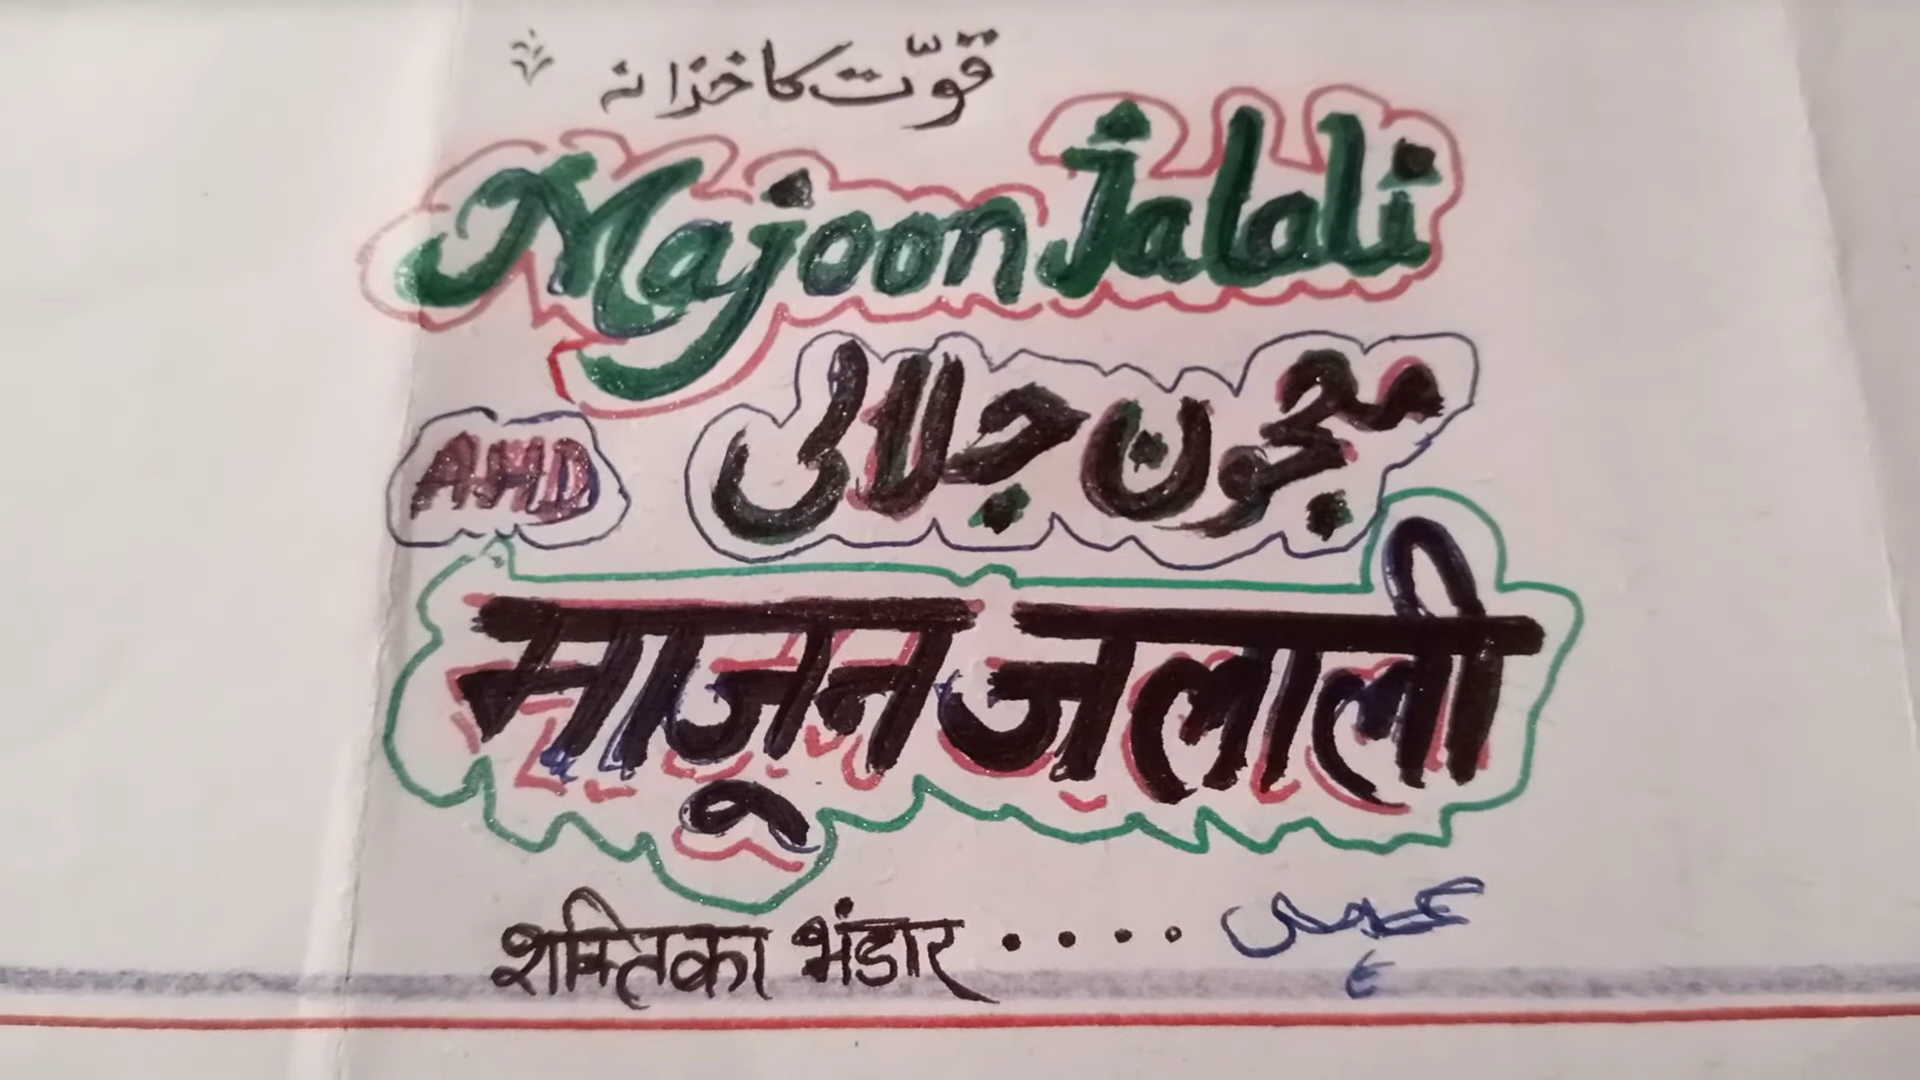 قوّت کا خزانہ
Majoon Jalali
معجون جلالی
AHD
माजून जलाली
शक्ति का भंडार ....